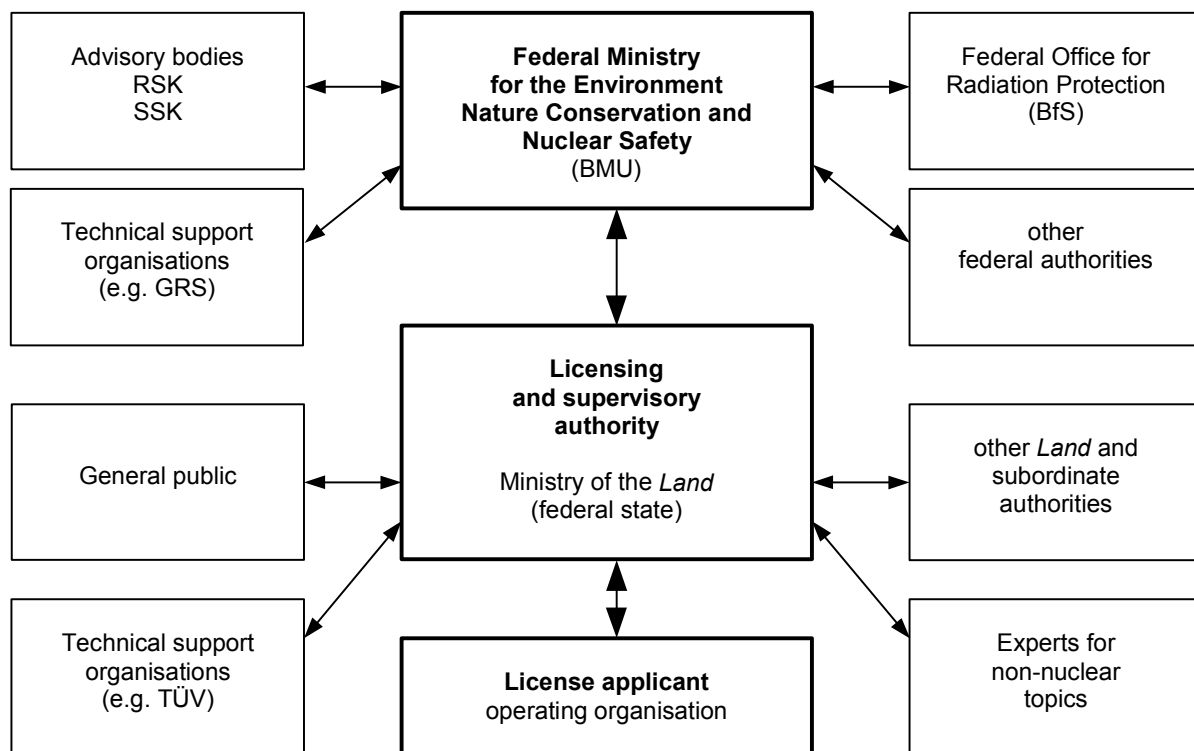 Advisory bodies
RSK
SSK
Federal Ministry
for the Environment
Nature Conservation and
Nuclear Safety
(BMU)
Federal Office for
Radiation Protection
(BfS)
Technical support
organisations
(e.g. GRS)
other
federal authorities
Licensing
and supervisory
authority
Ministry of the Land
(federal state)
General public
other Land and
subordinate
authorities
Technical support
organisations
(e.g. TÜV)
License applicant
operating organisation
Experts for
non-nuclear
topics